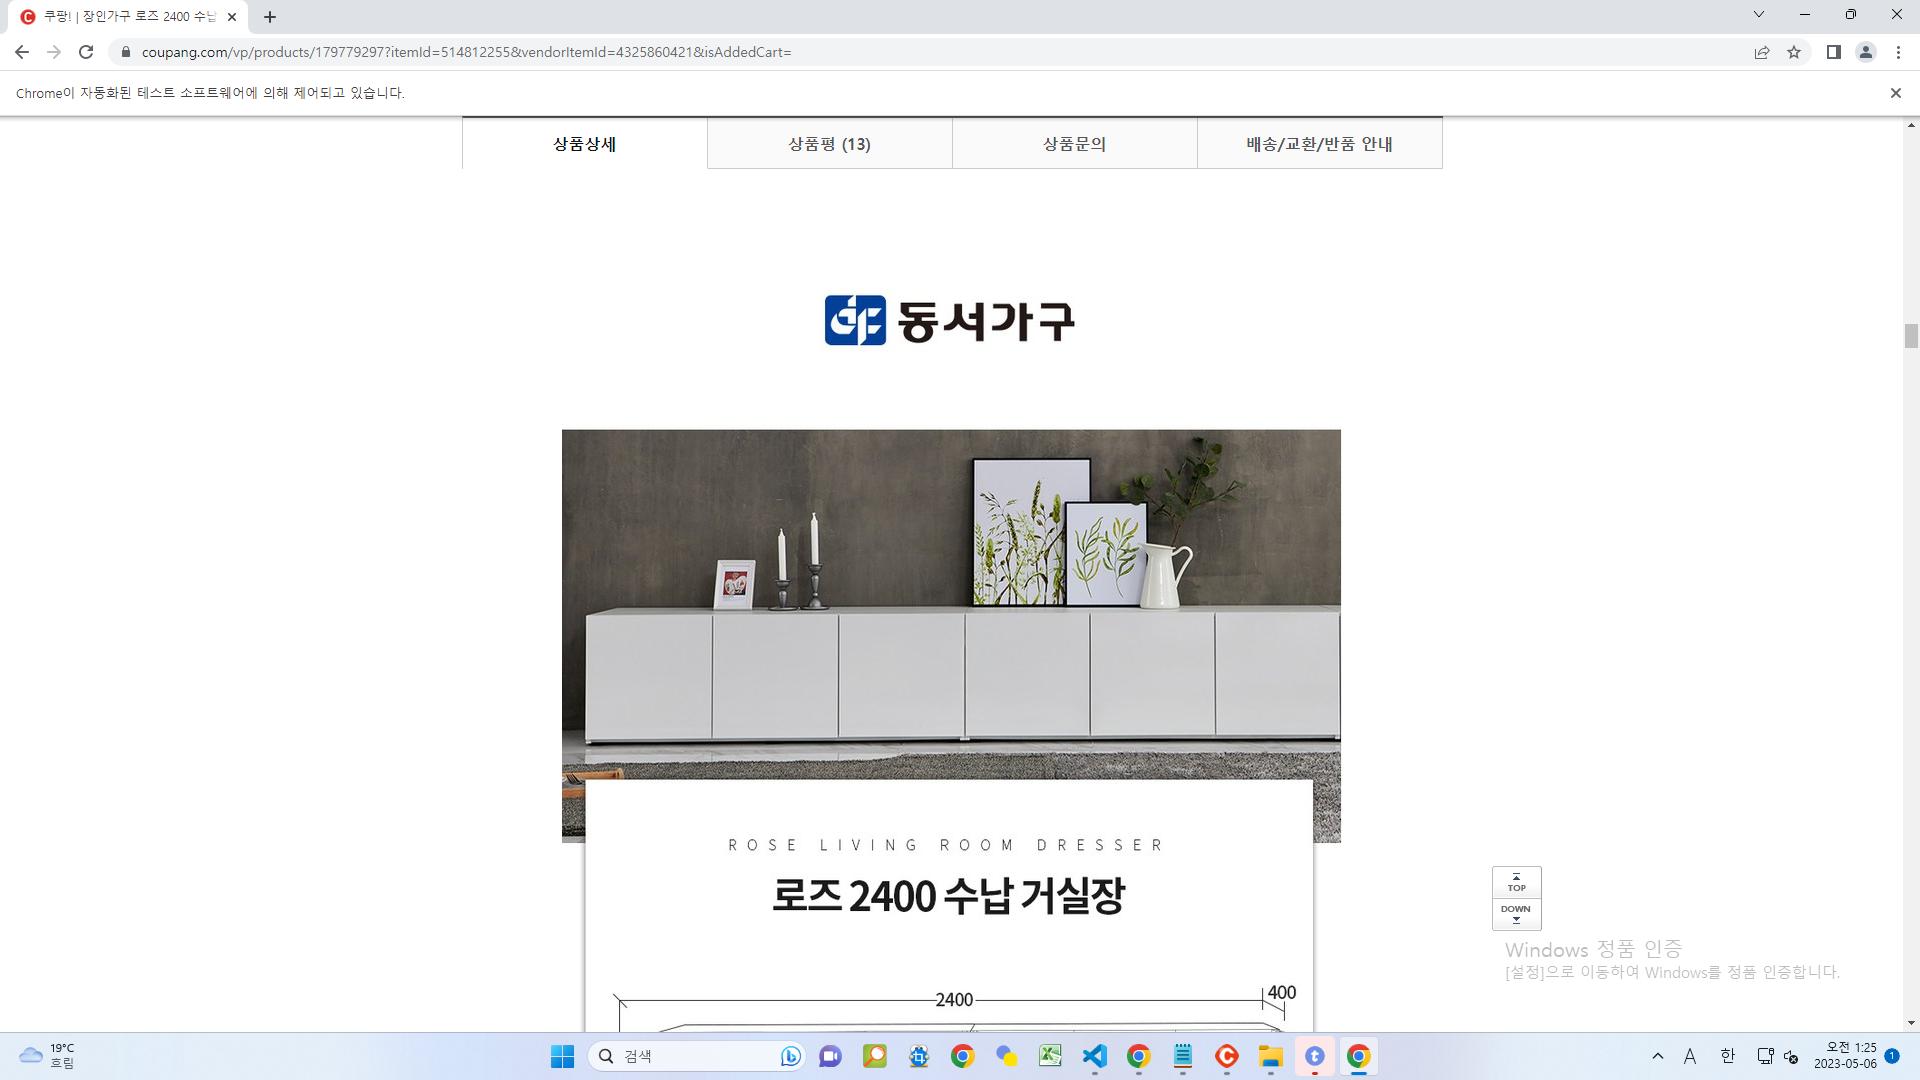 쿠팡! | 장인가구 로즈 2400 수납
coupang.com/vp/products/179779297?itemId=514812255&vendorItemId=4325860421&isAddedCart=
Chrome이 자동화된 테스트 소프트웨어에 의해 제어되고 있습니다.
상품상세
상품평 (13)
상품문의
배송/교환/반품 안내
동서가구
ROSE LIVING ROOM DRESSER
로즈 2400 수납 거실장
2400
400
TOP
DOWN
Windows 정품 인증
[설정]으로 이동하여 Windows를 정품 인증합니다.
19°C
흐림
검색
A
한
오전 1:25
2023-05-06
1